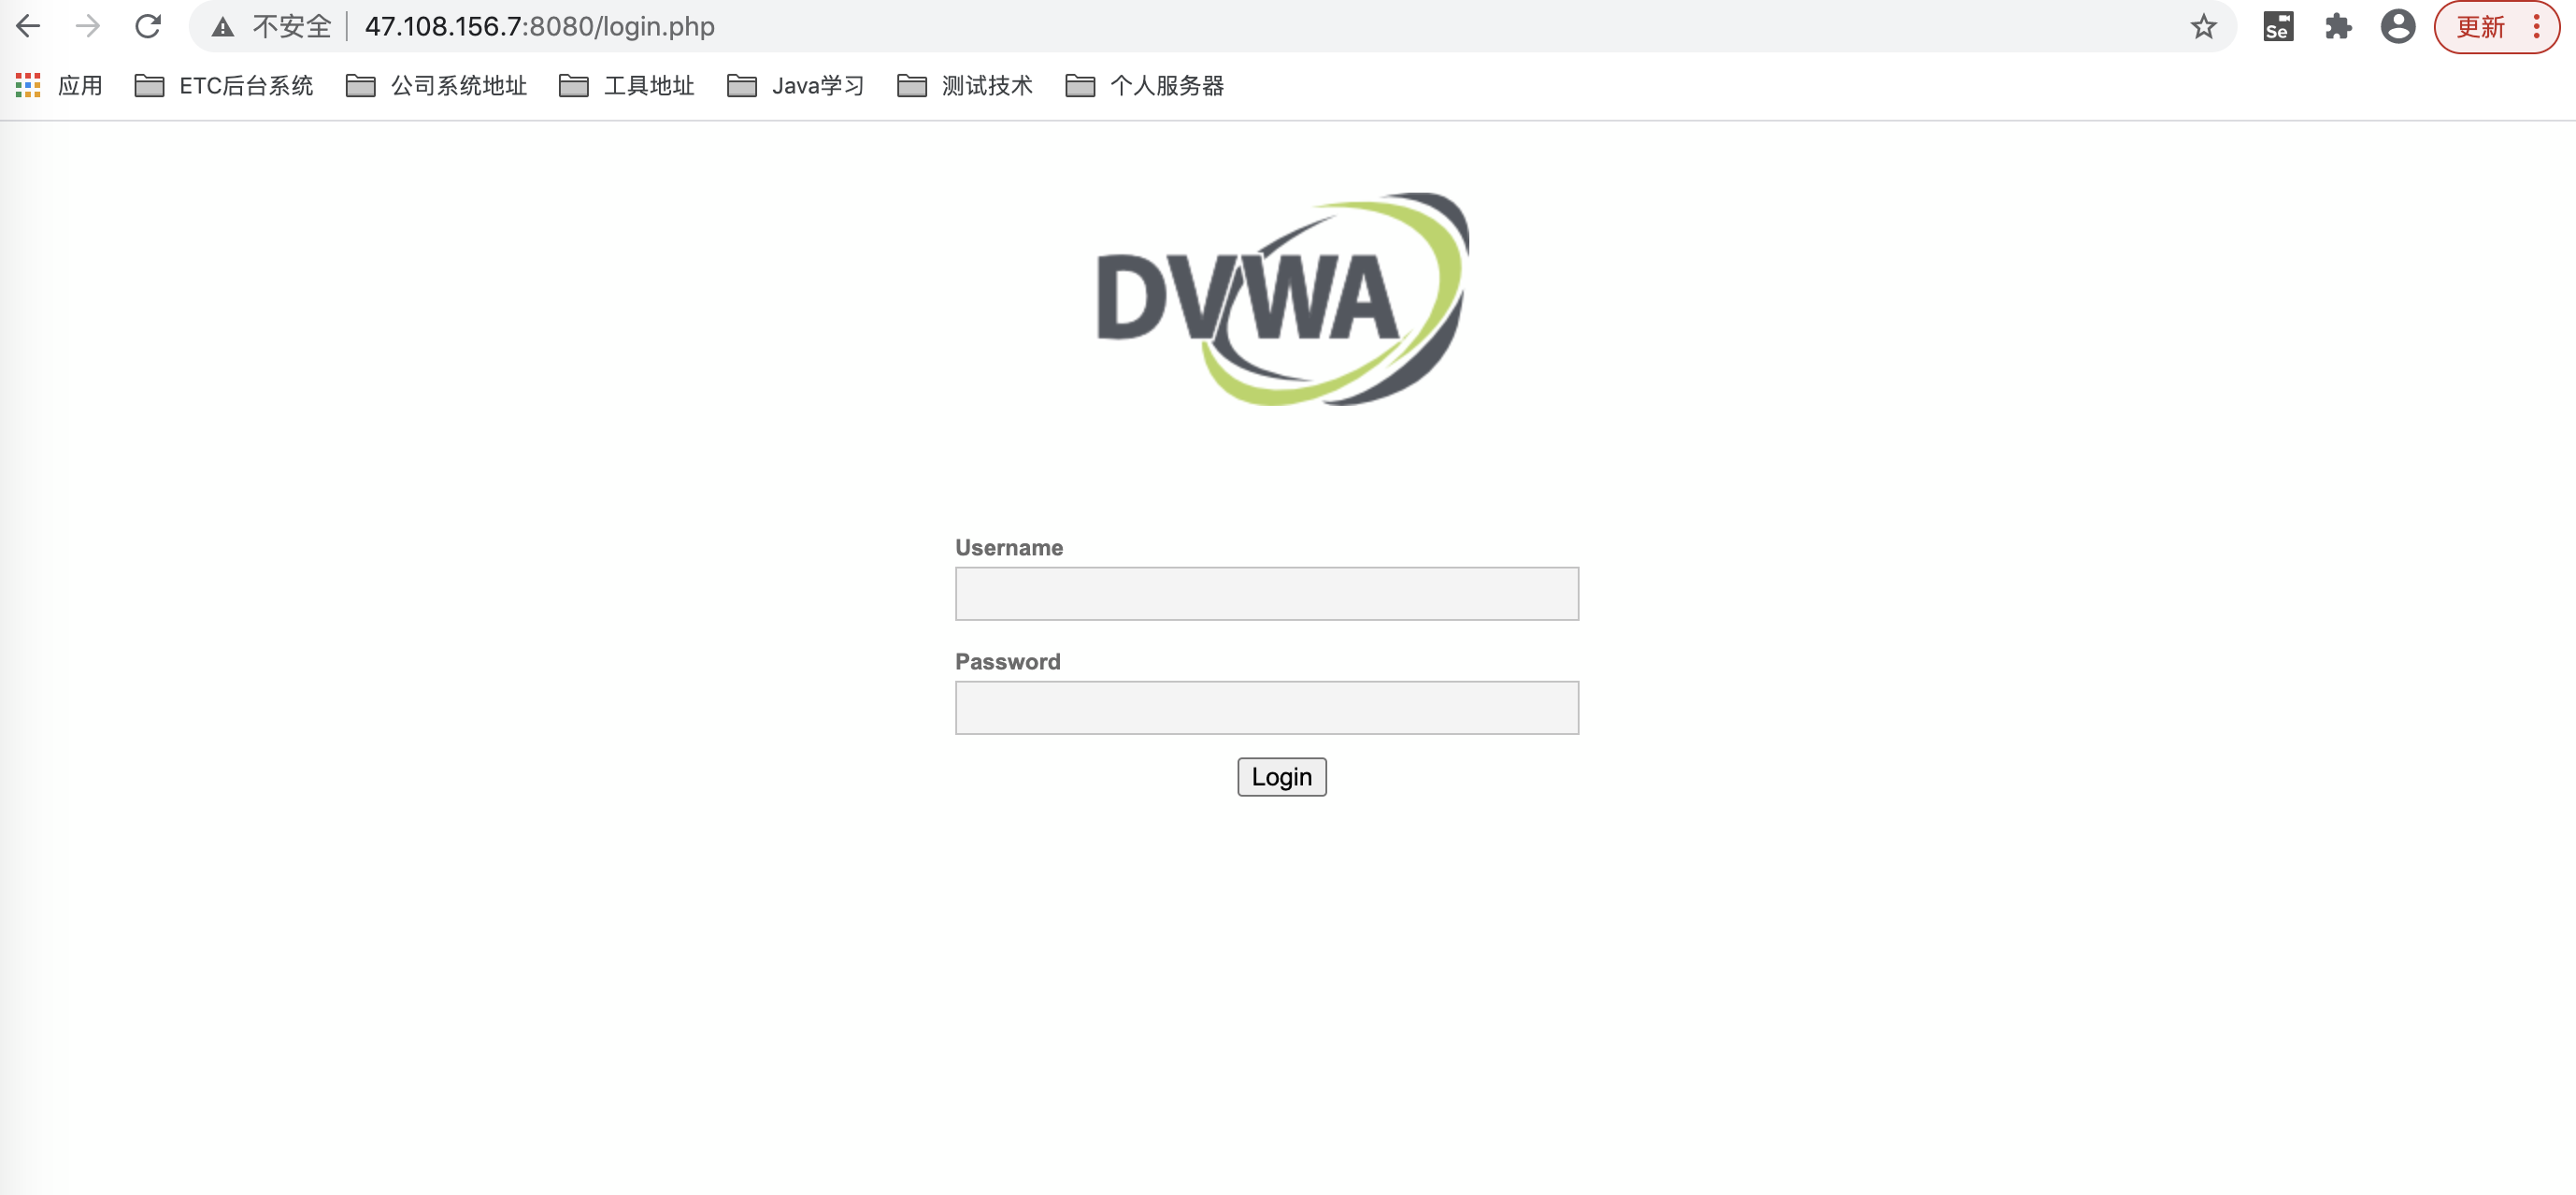 不安全 47.108.156.7:8080/login.php 更新
应用 ETC后台系统 公司系统地址 工具地址 Java学习 测试技术 个人服务器
DVWA
Username
Password
Login
Se